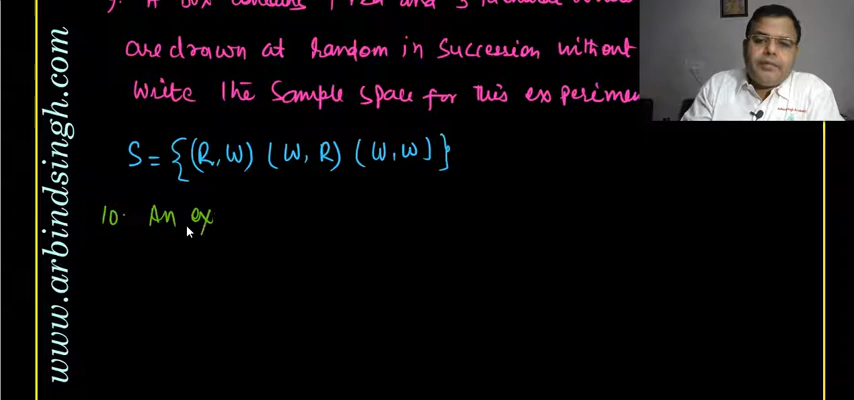 are drawn at random in succession without
Write the sample space for this experimen
S = {(R, W) (W, R) (W, W)}
10. An ex
www.arbindsingh.com